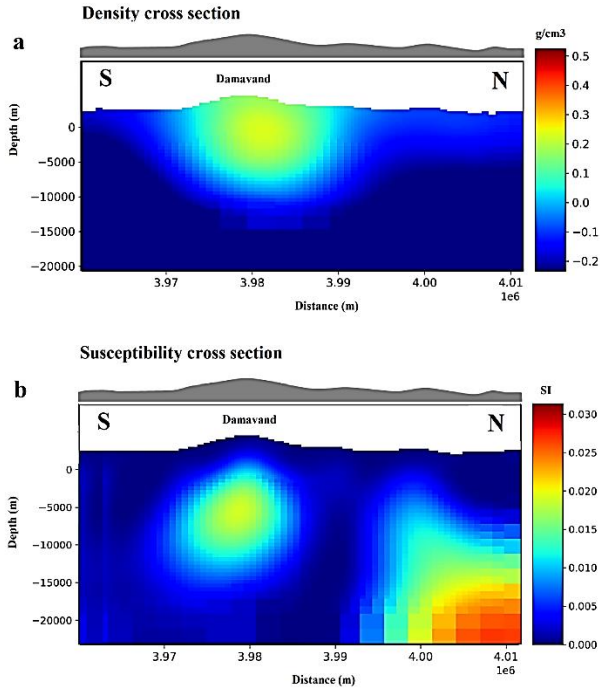 Density cross section
a
g/cm3
S
Damavand
N
0.5
0.4
0.3
0.2
0.1
0.0
−0.1
−0.2
Depth (m)
0
−5000
−10000
−15000
−20000
3.97
3.98
3.99
4.00
4.01
1e6
Distance (m)
Susceptibility cross section
b
SI
S
Damavand
N
0.030
0.025
0.020
0.015
0.010
0.005
0.000
Depth (m)
0
−5000
−10000
−15000
−20000
3.97
3.98
3.99
4.00
4.01
1e6
Distance (m)